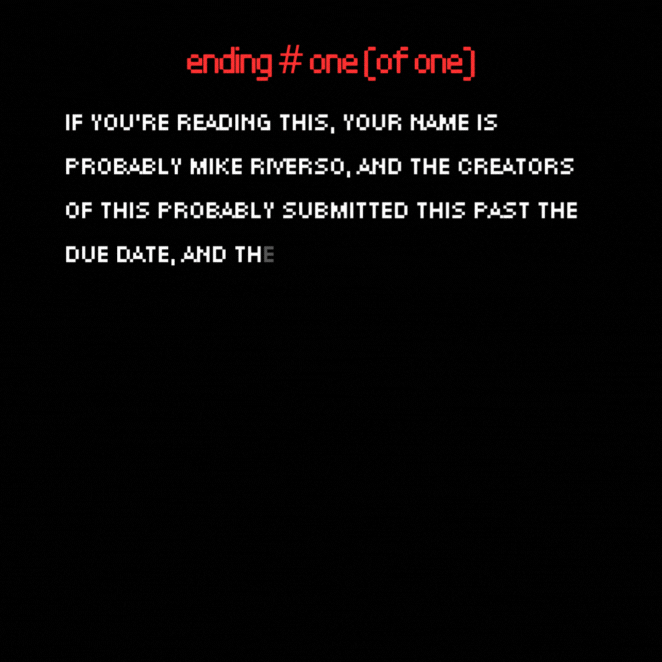 ending # one (of one)
IF YOU'RE READING THIS, YOUR NAME IS
PROBABLY MIKE RIVERSO, AND THE CREATORS
OF THIS PROBABLY SUBMITTED THIS PAST THE
DUE DATE, AND THE